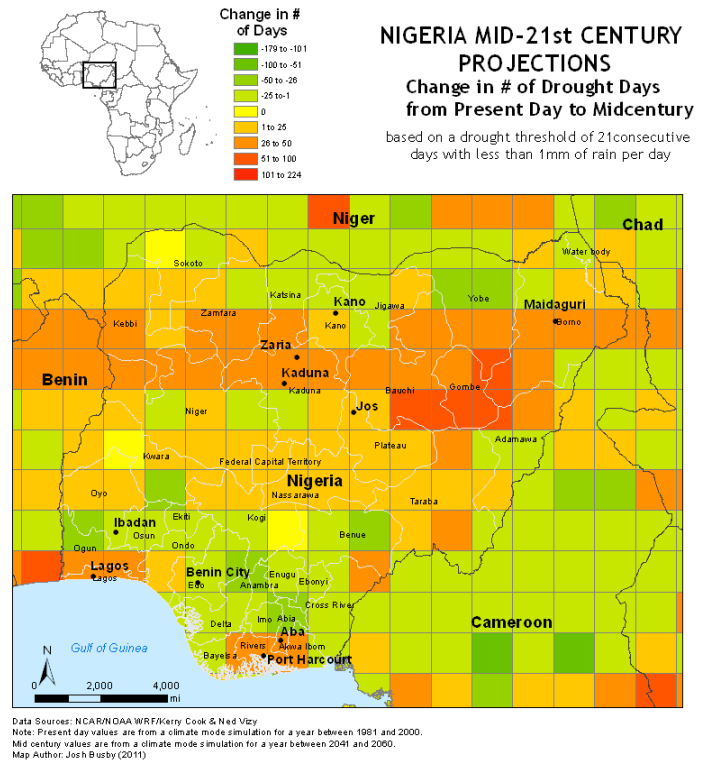 Change in #
of Days
-179 to -101
-100 to -51
-50 to -26
-25 to-1
0
1 to 25
26 to 50
51 to 100
101 to 224
NIGERIA MID-21st CENTURY
PROJECTIONS
Change in # of Drought Days
from Present Day to Midcentury
based on a drought threshold of 21consecutive
days with less than 1mm of rain per day
Niger
Chad
Water body
Sokoto
Katsina
Kano
Jigawa
Yobe
Maidaguri
Zamfara
Kebbi
Kano
Borno
Zaria
Benin
Kaduna
Kaduna
Bauchi
Gombe
Niger
Jos
Plateau
Adamawa
Kwara
Federal Capital Territory
Nigeria
Nassarawa
Oyo
Taraba
Ibadan
Ekiti
Kogi
Osun
Benue
Ogun
Ondo
Lagos
Lagos
Benin City
Edo
Enugu
Anambra
Ebonyi
Cross River
Delta
Imo
Abia
Cameroon
Aba
Rivers
Akwa Ibom
Bayelsa
Port Harcourt
Gulf of Guinea
N
0 2,000 4,000
mi
Data Sources: NCAR/NOAA WRF/Kerry Cook & Ned Vizy
Note: Present day values are from a climate mode simulation for a year between 1981 and 2000.
Mid century values are from a climate mode simulation for a year between 2041 and 2060.
Map Author: Josh Busby (2011)